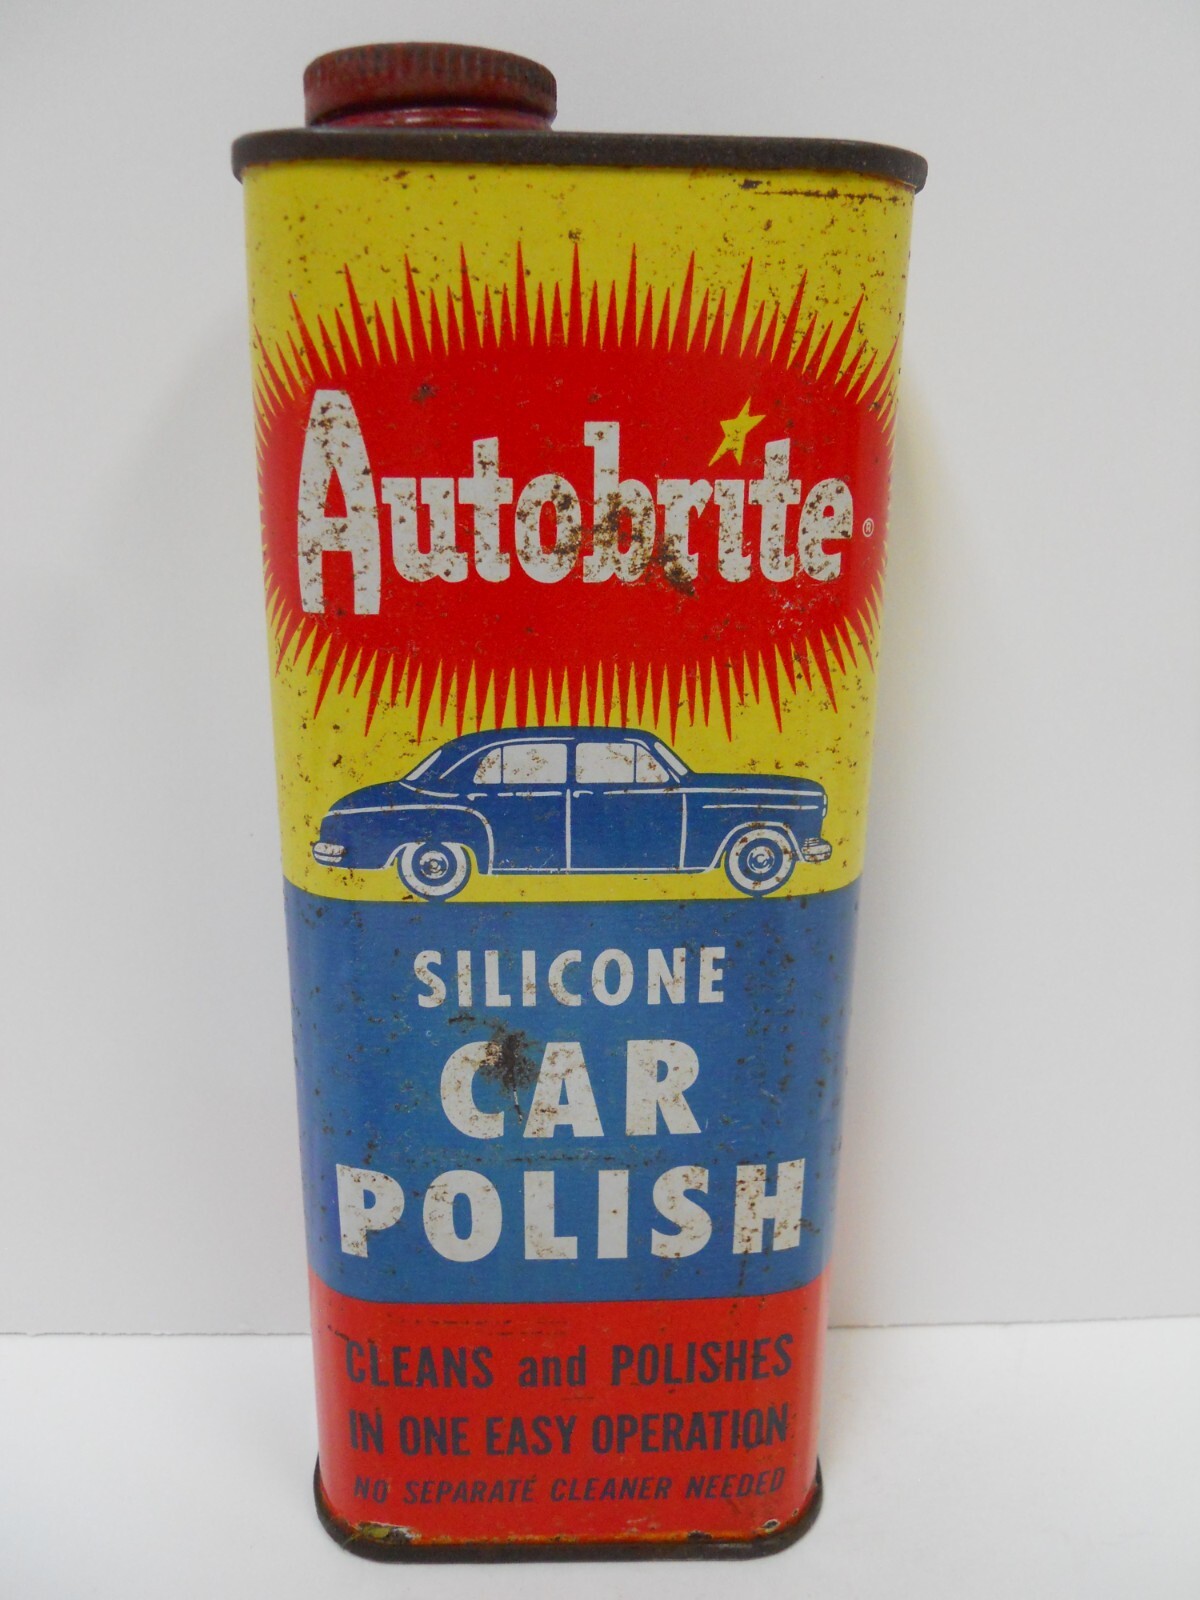 Autobrite®
SILICONE
CAR
POLISH
CLEANS and POLISHES
IN ONE EASY OPERATION
NO SEPARATE CLEANER NEEDED